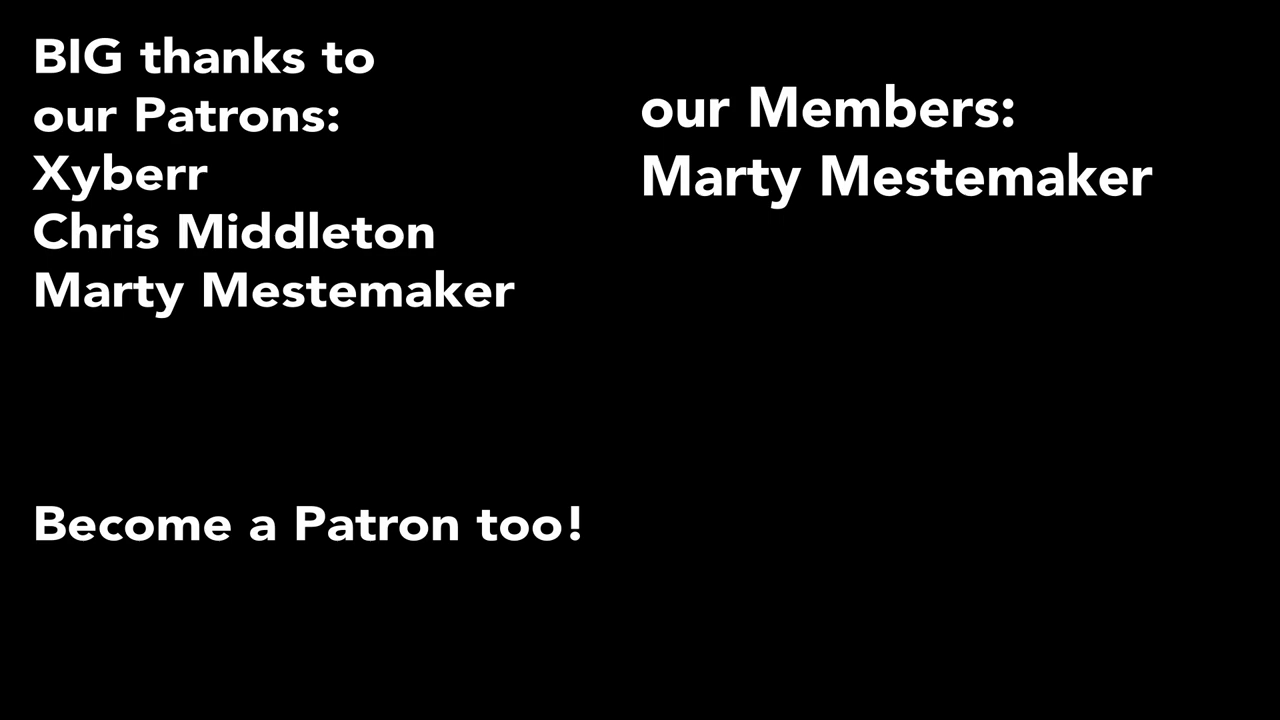 BIG thanks to
our Patrons:
Xyberr
Chris Middleton
Marty Mestemaker
Become a Patron too!
our Members:
Marty Mestemaker